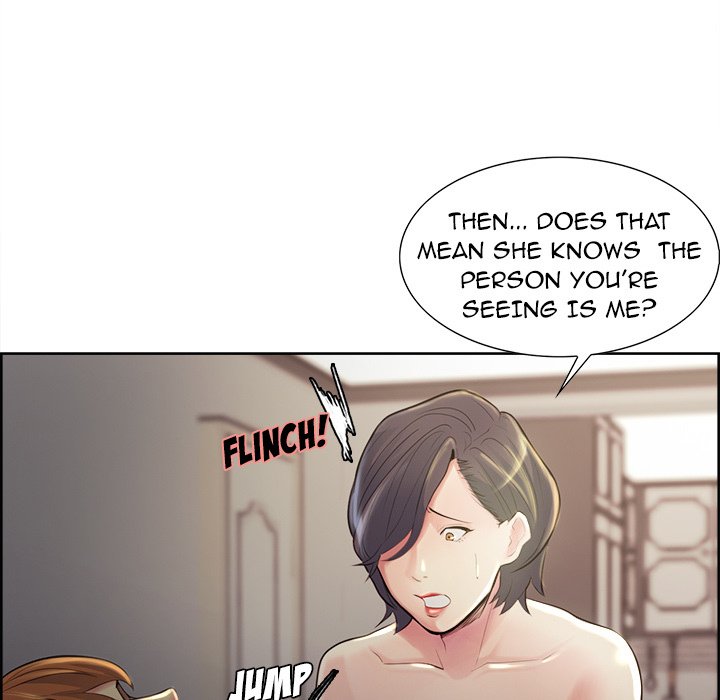 THEN... DOES THAT
MEAN SHE KNOWS THE
PERSON YOU'RE
SEEING IS ME?
FLINCH!
JUMP